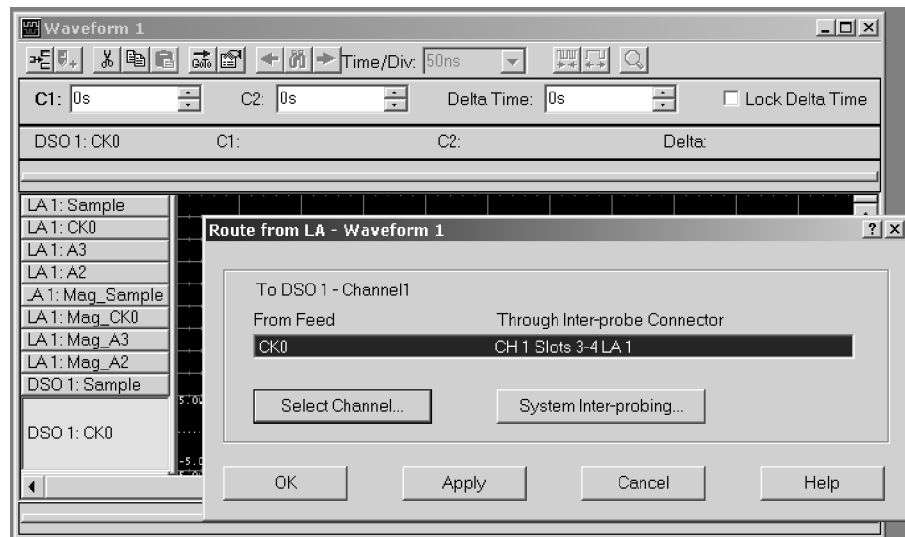 Waveform 1
GoTo
Time/Div: 50ns
C1: 0s C2: 0s Delta Time: 0s Lock Delta Time
DSO 1: CK0 C1: C2: Delta:
LA 1: Sample
LA 1: CK0
LA 1: A3
LA 1: A2
A 1: Mag_Sample
LA 1: Mag_CK0
LA 1: Mag_A3
LA 1: Mag_A2
DSO 1: Sample
DSO 1: CK0
Route from LA - Waveform 1
To DSO 1 - Channel1
From Feed Through Inter-probe Connector
CK0 CH 1 Slots 3-4 LA 1
Select Channel... System Inter-probing...
OK Apply Cancel Help